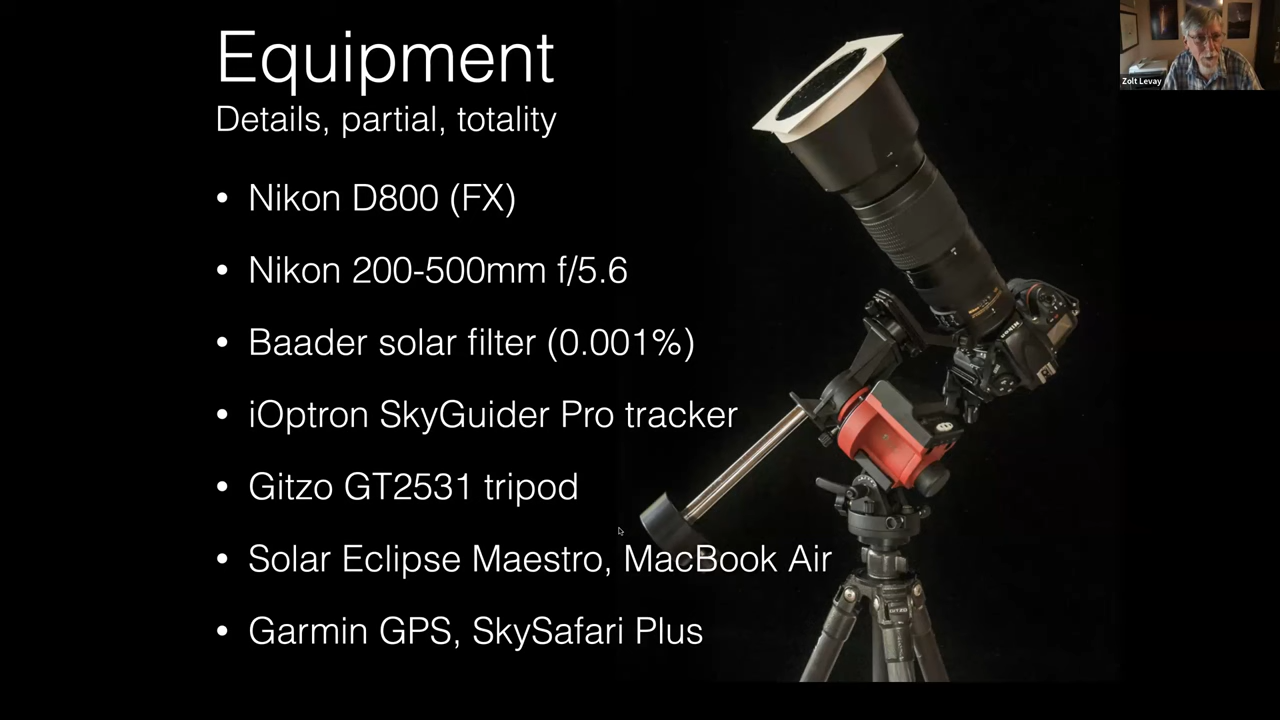 Equipment
Details, partial, totality
• Nikon D800 (FX)
• Nikon 200-500mm f/5.6
• Baader solar filter (0.001%)
• iOptron SkyGuider Pro tracker
• Gitzo GT2531 tripod
• Solar Eclipse Maestro, MacBook Air
• Garmin GPS, SkySafari Plus
Zolt Levay